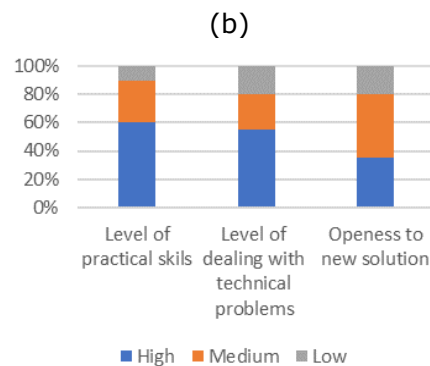 (b)
100%
80%
60%
40%
20%
0%
Level of practical skils
Level of dealing with technical problems
Openess to new solution
High Medium Low